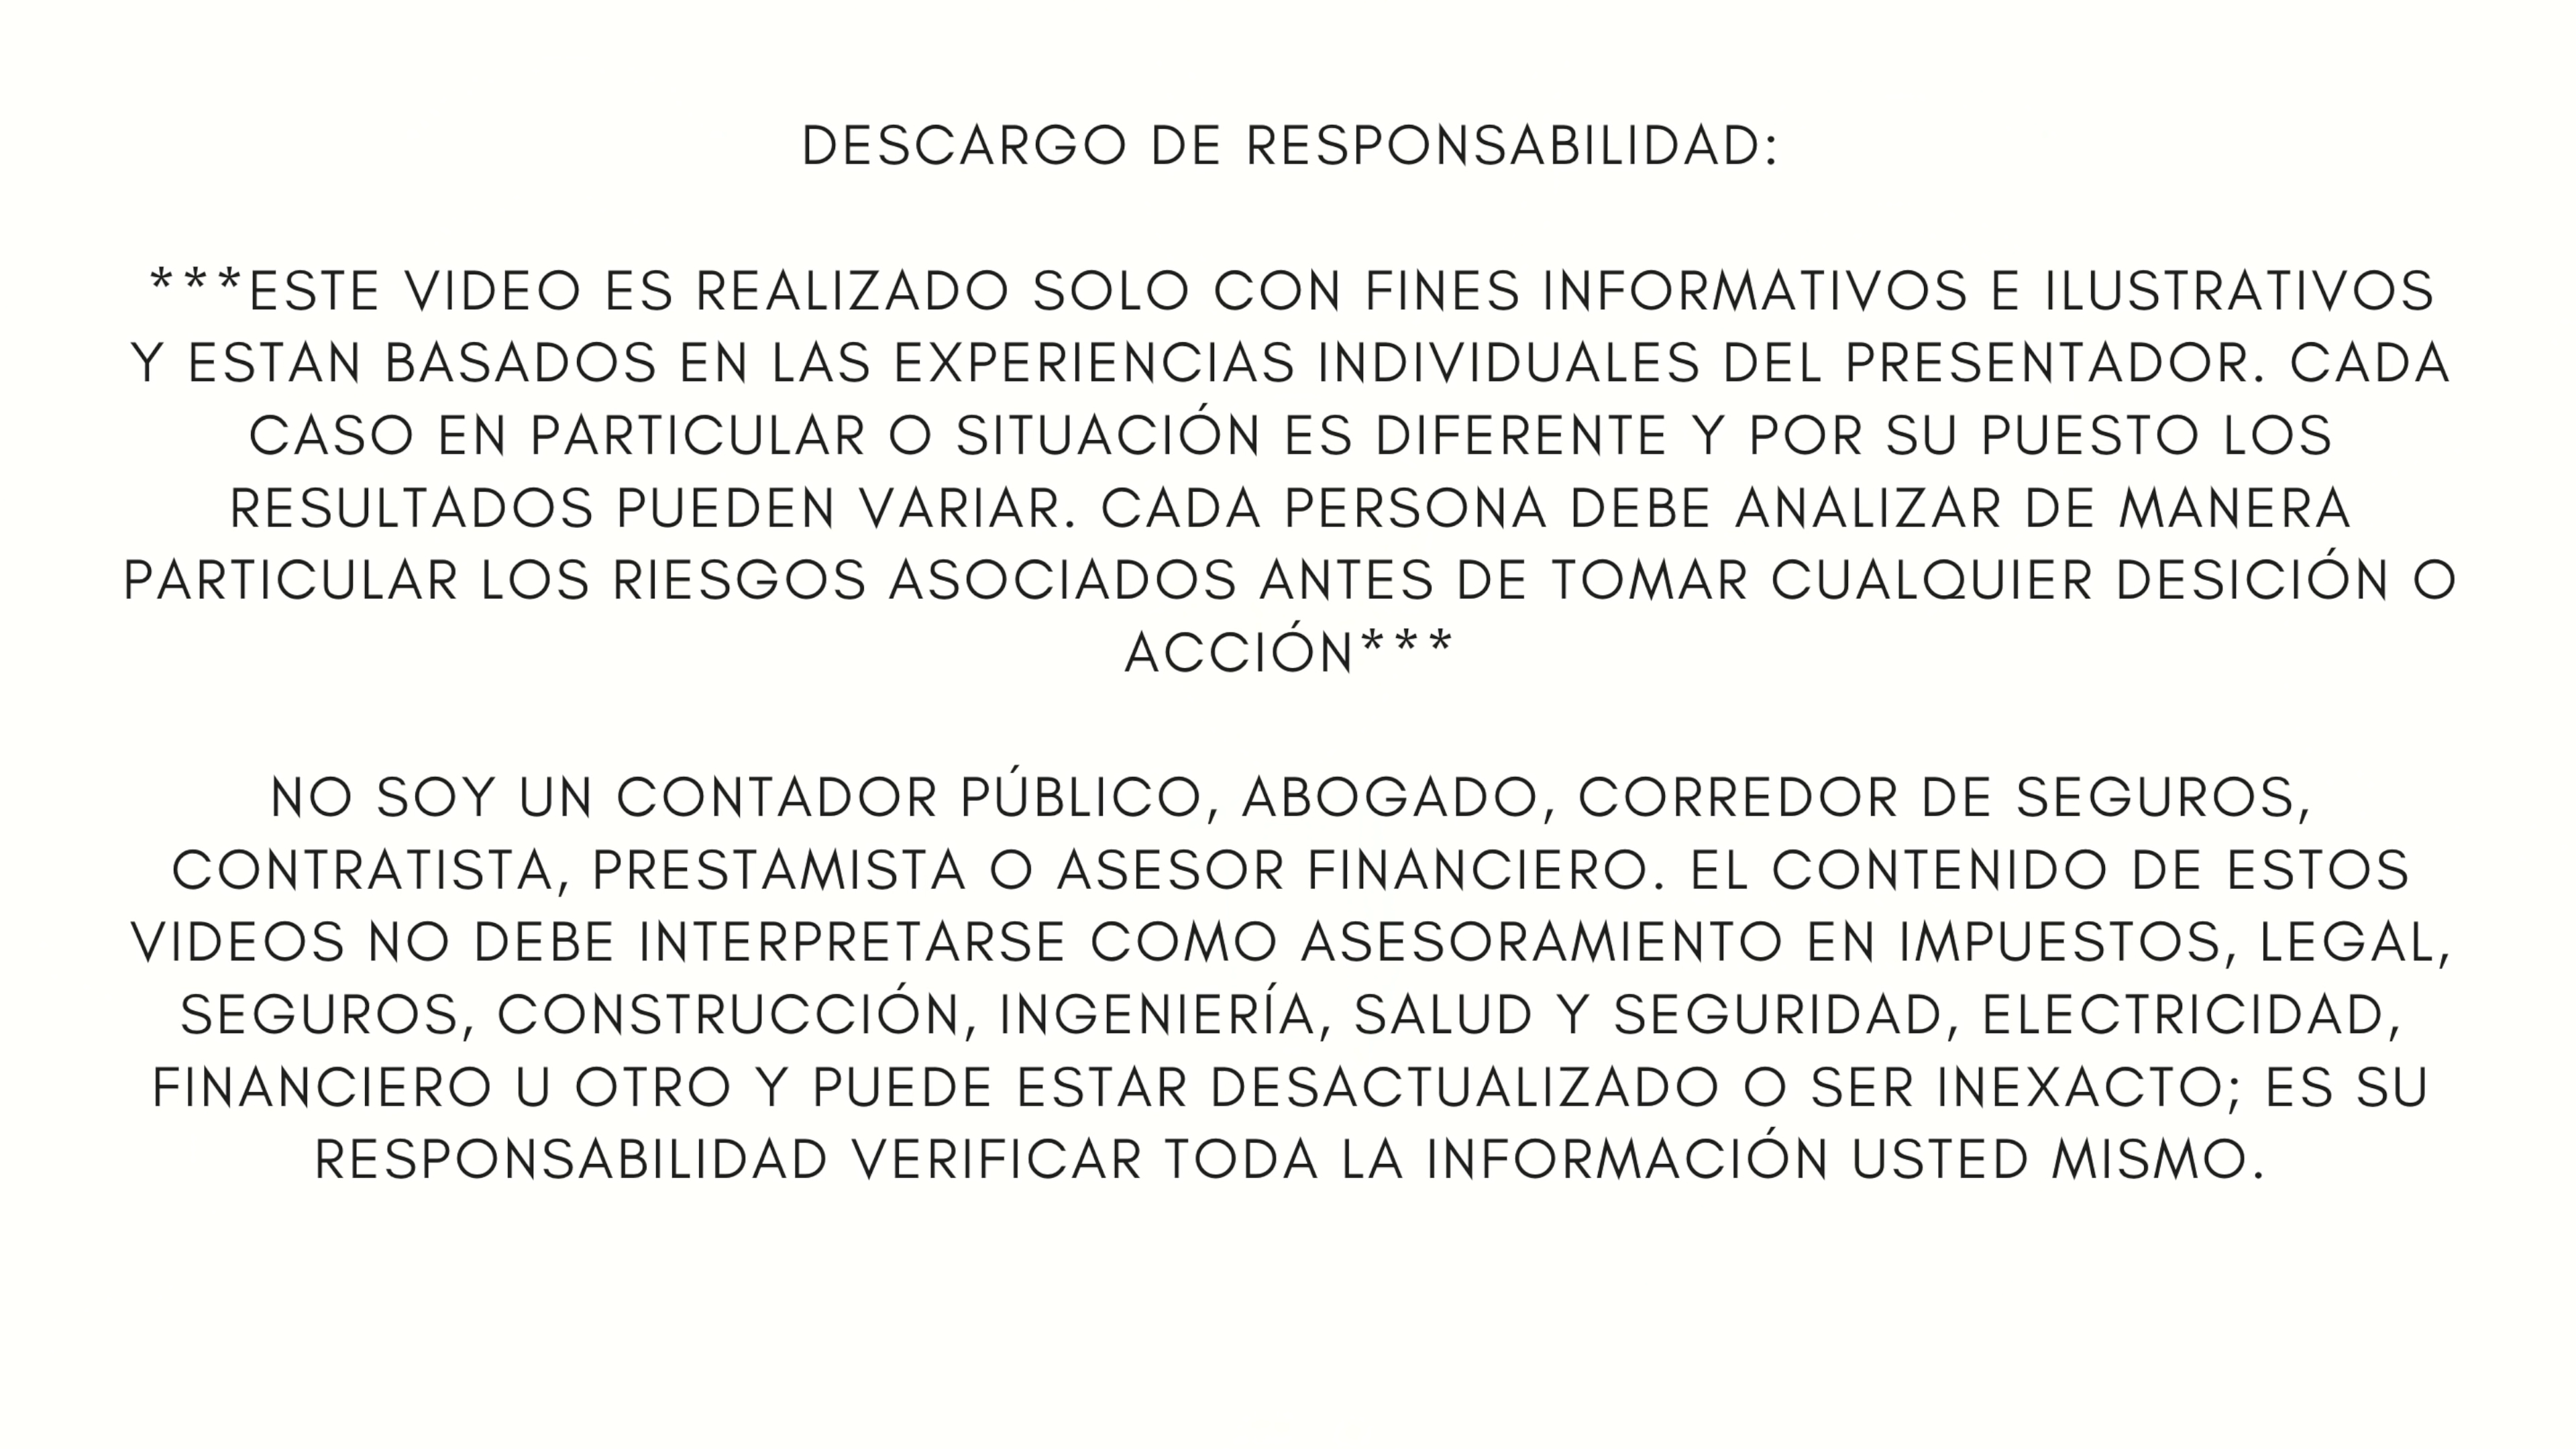 DESCARGO DE RESPONSABILIDAD:
***ESTE VIDEO ES REALIZADO SOLO CON FINES INFORMATIVOS E ILUSTRATIVOS
Y ESTAN BASADOS EN LAS EXPERIENCIAS INDIVIDUALES DEL PRESENTADOR. CADA
CASO EN PARTICULAR O SITUACIÓN ES DIFERENTE Y POR SU PUESTO LOS
RESULTADOS PUEDEN VARIAR. CADA PERSONA DEBE ANALIZAR DE MANERA
PARTICULAR LOS RIESGOS ASOCIADOS ANTES DE TOMAR CUALQUIER DESICIÓN O
ACCIÓN***
NO SOY UN CONTADOR PÚBLICO, ABOGADO, CORREDOR DE SEGUROS,
CONTRATISTA, PRESTAMISTA O ASESOR FINANCIERO. EL CONTENIDO DE ESTOS
VIDEOS NO DEBE INTERPRETARSE COMO ASESORAMIENTO EN IMPUESTOS, LEGAL,
SEGUROS, CONSTRUCCIÓN, INGENIERÍA, SALUD Y SEGURIDAD, ELECTRICIDAD,
FINANCIERO U OTRO Y PUEDE ESTAR DESACTUALIZADO O SER INEXACTO; ES SU
RESPONSABILIDAD VERIFICAR TODA LA INFORMACIÓN USTED MISMO.